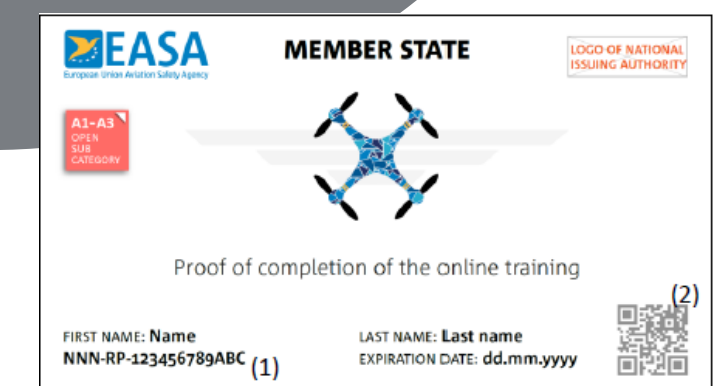 EASA
European Union Aviation Safety Agency
MEMBER STATE
LOGO OF NATIONAL
ISSUING AUTHORITY
A1-A3
OPEN
SUB
CATEGORY
Proof of completion of the online training
(2)
FIRST NAME: Name
LAST NAME: Last name
NNN-RP-123456789ABC (1)
EXPIRATION DATE: dd.mm.yyyy